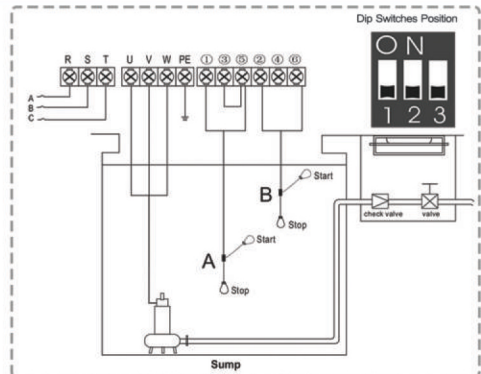 Dip Switches Position
ON
1 2 3
R S T U V W PE ① ③ ⑤ ② ④ ⑥
A
B
C
Start
B
Stop
check valve valve
Start
A
Stop
Sump